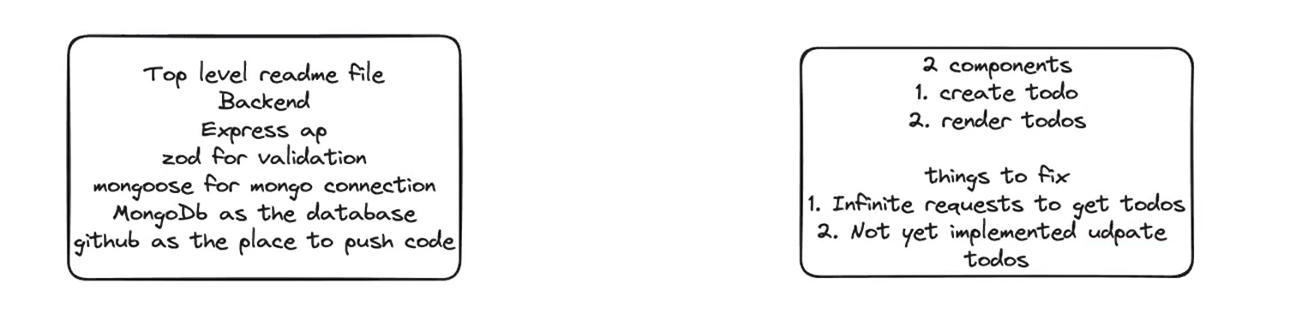 Top level readme file
Backend
Express ap
zod for validation
mongoose for mongo connection
MongoDb as the database
github as the place to push code
2 components
1. create todo
2. render todos
things to fix
1. Infinite requests to get todos
2. Not yet implemented udpate
todos